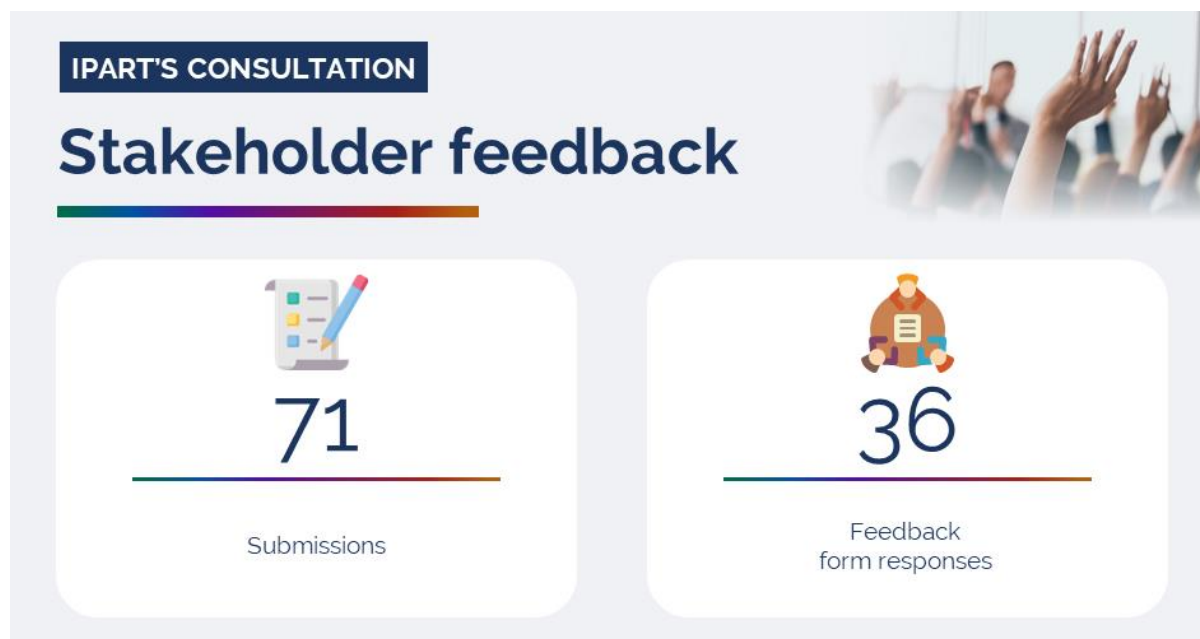 IPART'S CONSULTATION
Stakeholder feedback
71
Submissions
36
Feedback
form responses